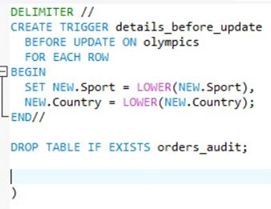 DELIMITER //
CREATE TRIGGER details_before_update
BEFORE UPDATE ON olympics
FOR EACH ROW
BEGIN
SET NEW.Sport = LOWER(NEW.Sport),
NEW.Country = LOWER(NEW.Country);
END//
DROP TABLE IF EXISTS orders_audit;
)